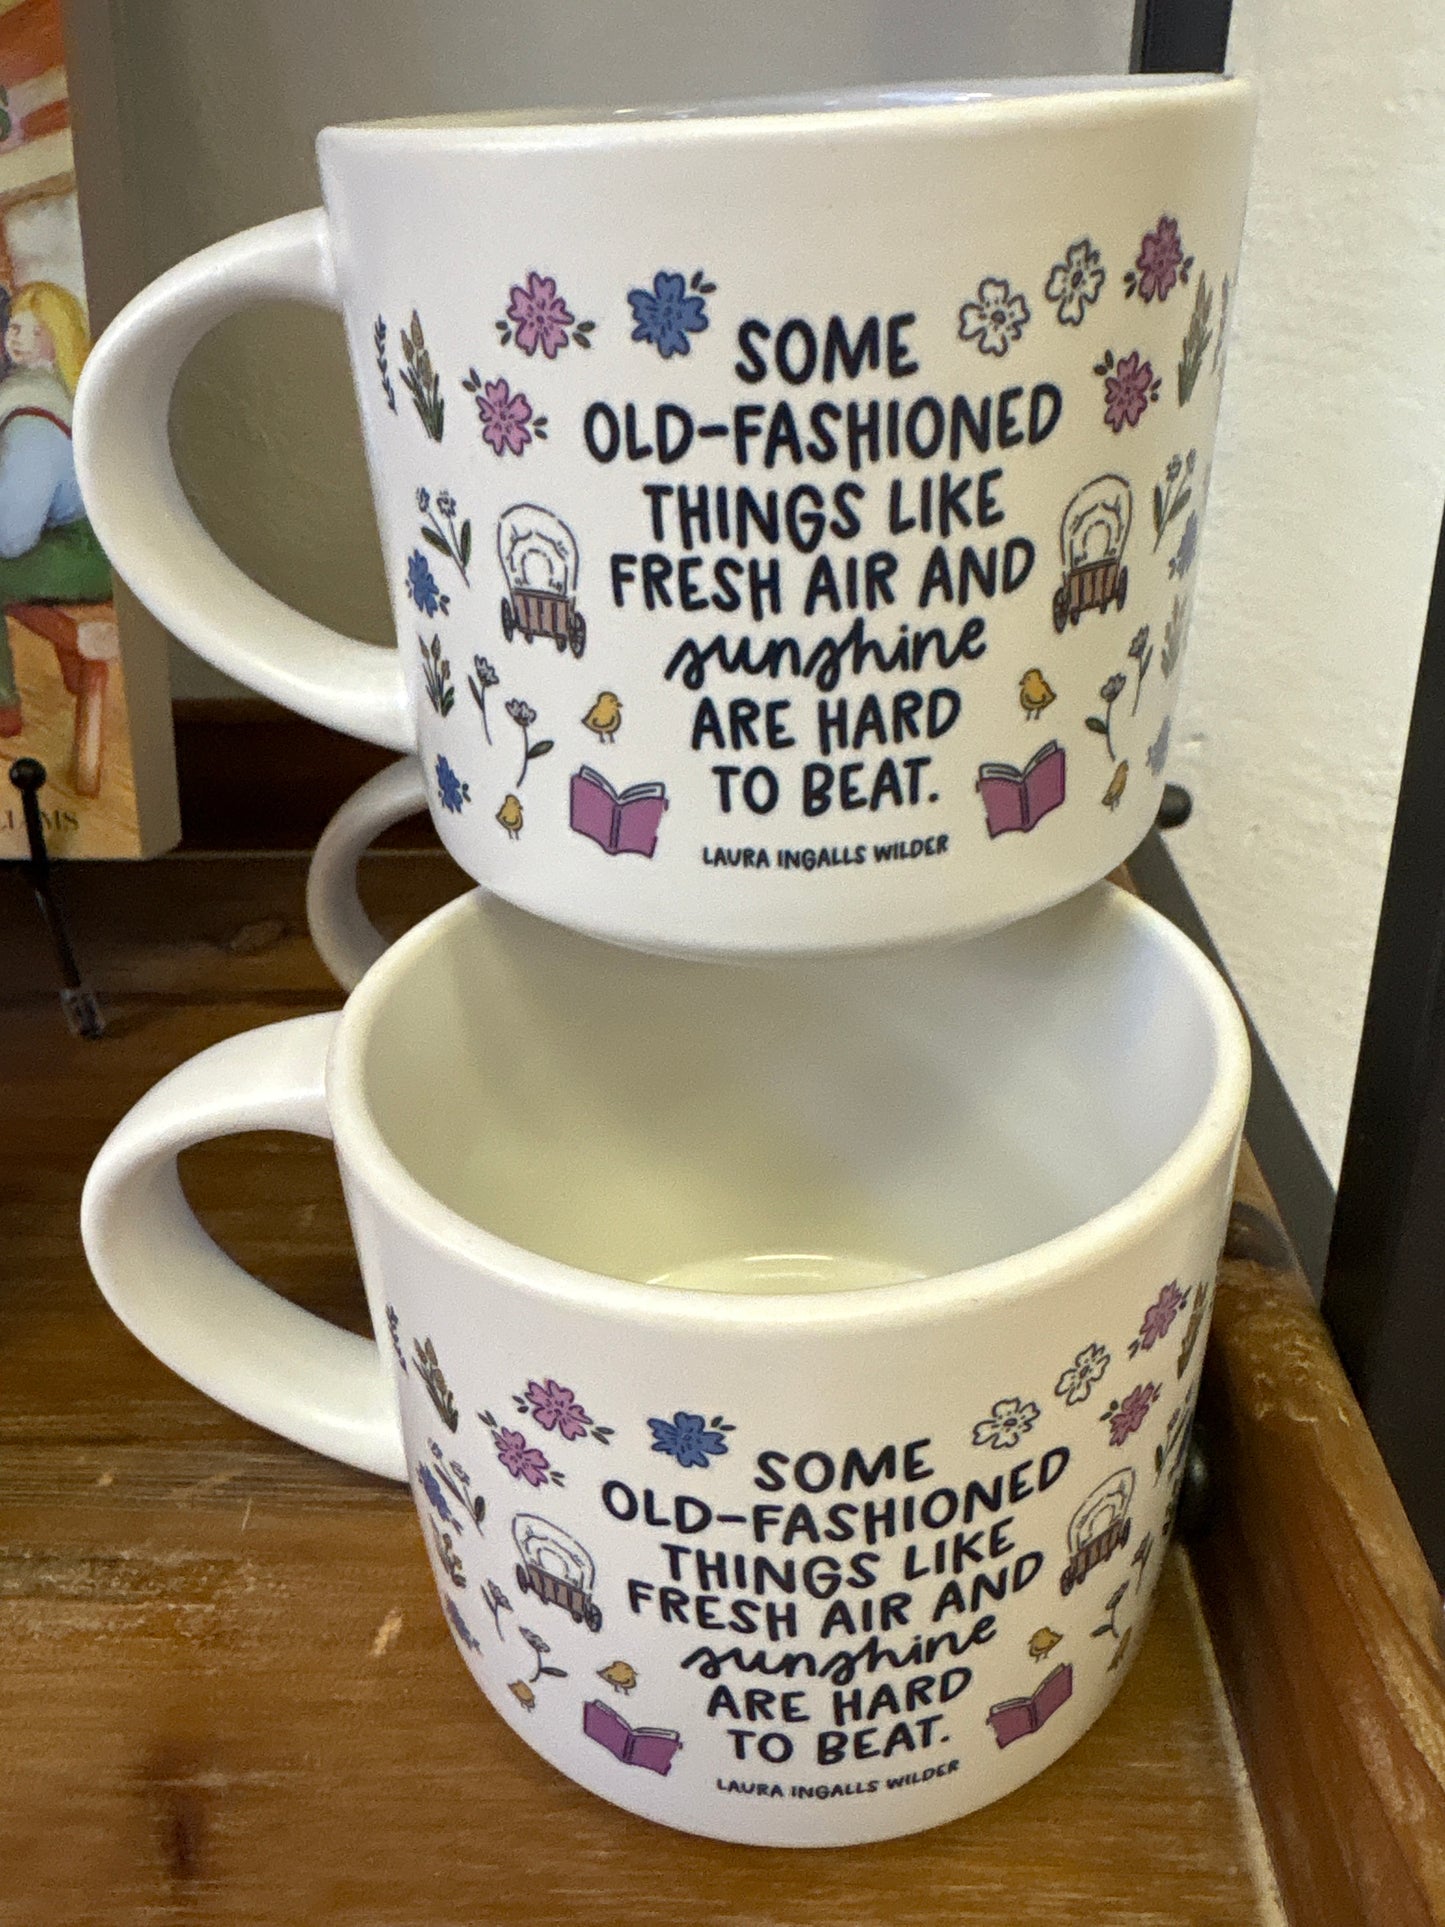 SOME
OLD-FASHIONED
THINGS LIKE
FRESH AIR AND
sunshine
ARE HARD
TO BEAT.
LAURA INGALLS WILDER
SOME
OLD-FASHIONED
THINGS LIKE
FRESH AIR AND
sunshine
ARE HARD
TO BEAT.
LAURA INGALLS WILDER